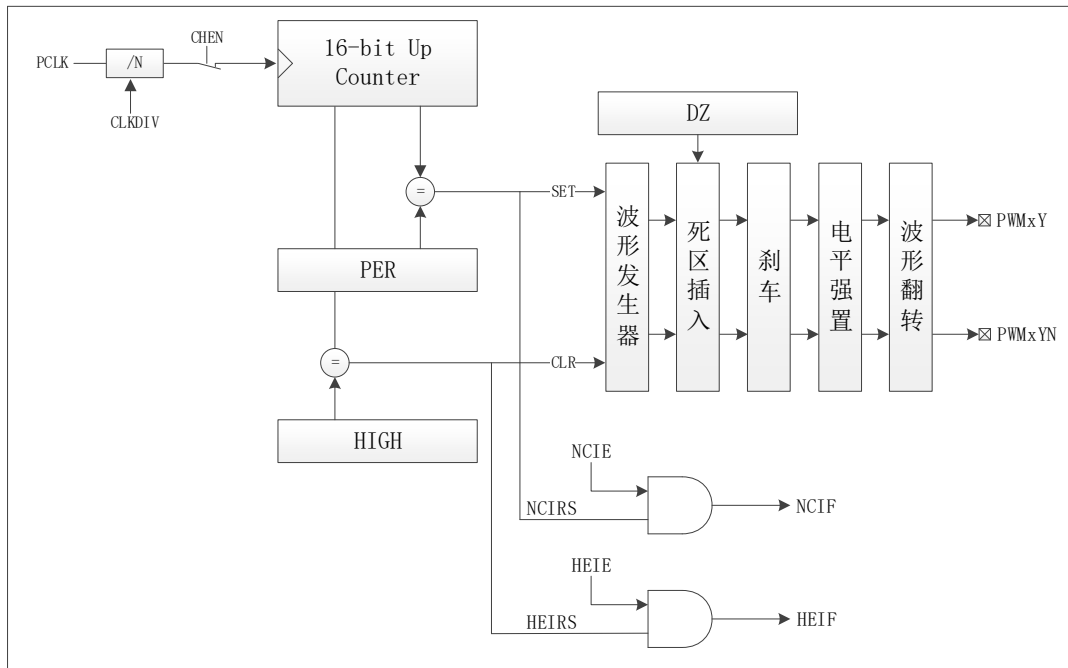 CHEN
16-bit Up
Counter
PCLK
/N
CLKDIV
DZ
=
SET
波形发生器
死区插入
刹车
电平强置
波形翻转
PWMxY
PER
PWMxYN
=
CLR
HIGH
NCIE
NCIRS
NCIF
HEIE
HEIRS
HEIF